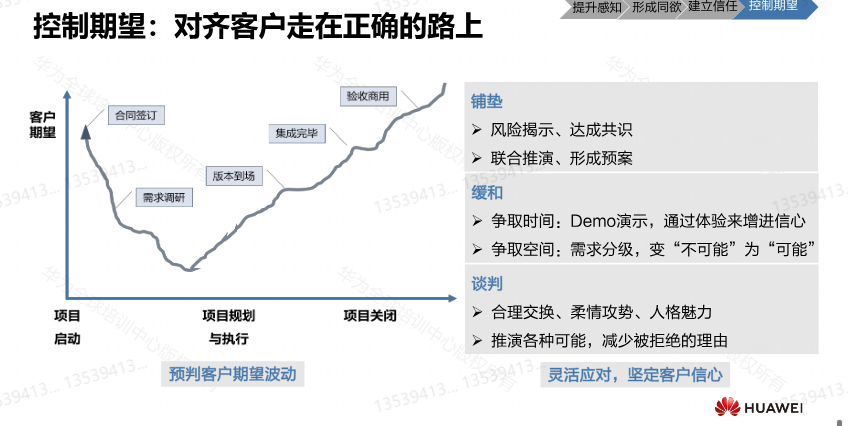 提升感知 形成同欲 建立信任 控制期望
控制期望：对齐客户走在正确的路上
客户
期望
合同签订
需求调研
版本到场
集成完毕
验收商用
项目
启动
项目规划
与执行
项目关闭
预判客户期望波动
铺垫
➢ 风险揭示、达成共识
➢ 联合推演、形成预案
缓和
➢ 争取时间：Demo演示，通过体验来增进信心
➢ 争取空间：需求分级，变“不可能”为“可能”
谈判
➢ 合理交换、柔情攻势、人格魅力
➢ 推演各种可能，减少被拒绝的理由
灵活应对，坚定客户信心
HUAWEI